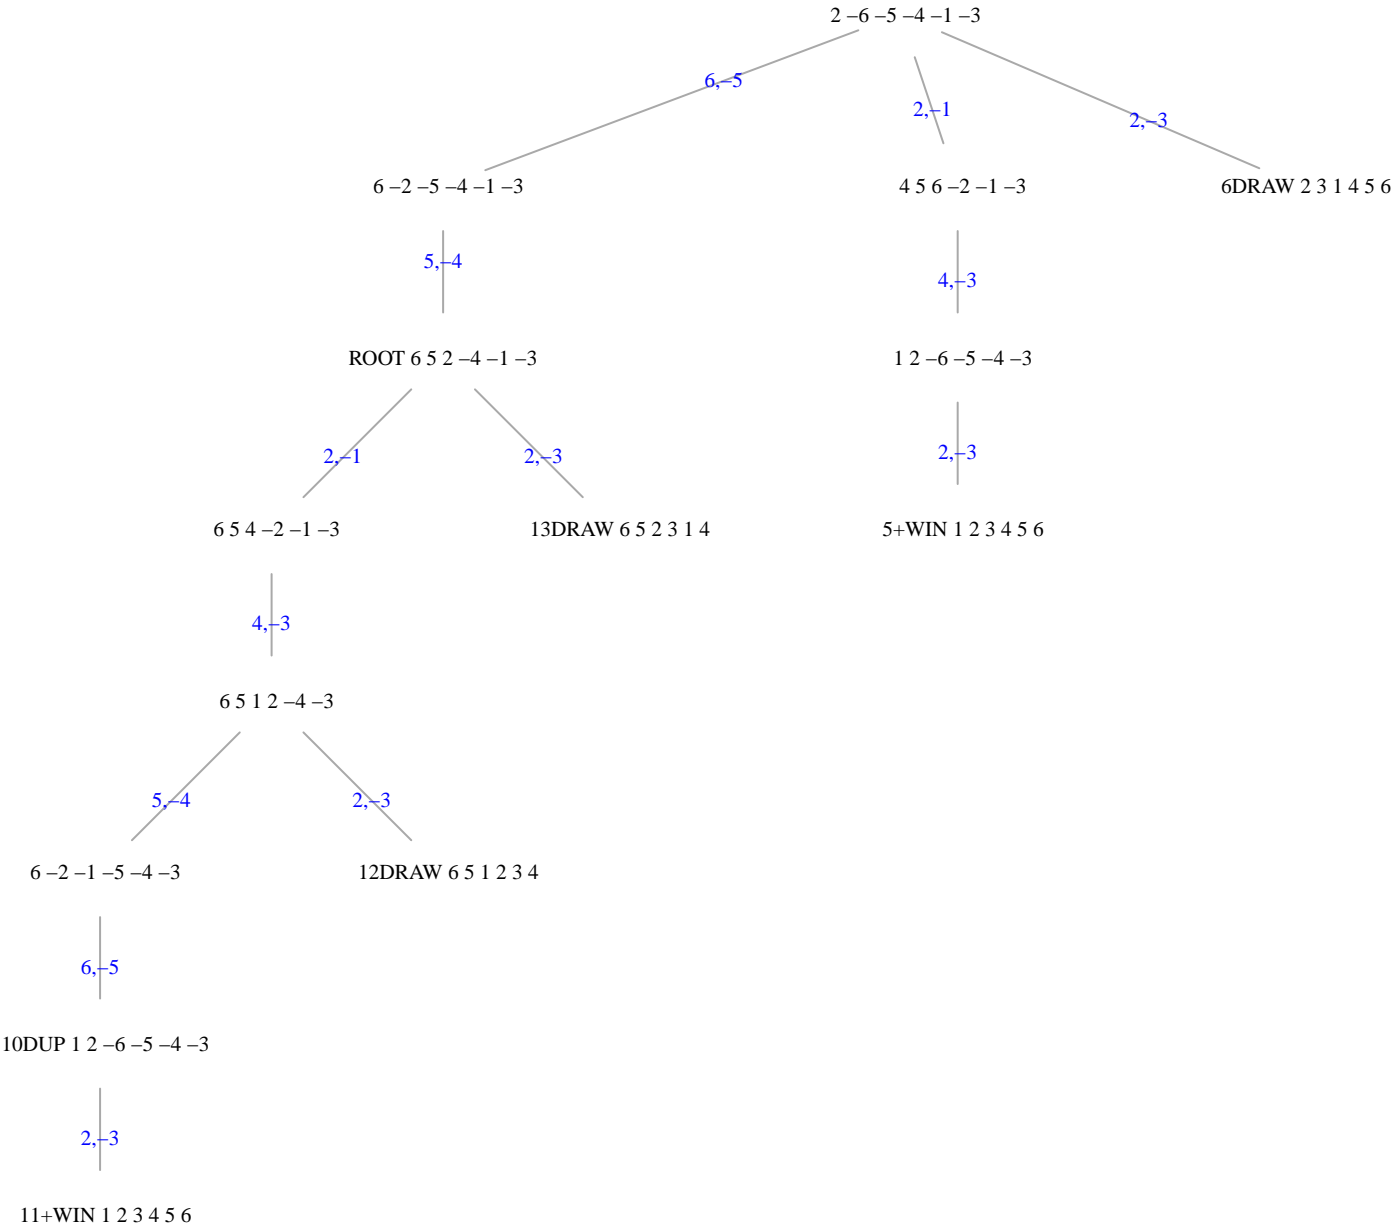 2 –6 –5 –4 –1 –3
6,–5
2,–1
2,–3
6 –2 –5 –4 –1 –3
4 5 6 –2 –1 –3
6DRAW 2 3 1 4 5 6
5,–4
4,–3
ROOT 6 5 2 –4 –1 –3
1 2 –6 –5 –4 –3
2,–1
2,–3
2,–3
6 5 4 –2 –1 –3
13DRAW 6 5 2 3 1 4
5+WIN 1 2 3 4 5 6
4,–3
6 5 1 2 –4 –3
5,–4
2,–3
6 –2 –1 –5 –4 –3
12DRAW 6 5 1 2 3 4
6,–5
10DUP 1 2 –6 –5 –4 –3
2,–3
11+WIN 1 2 3 4 5 6